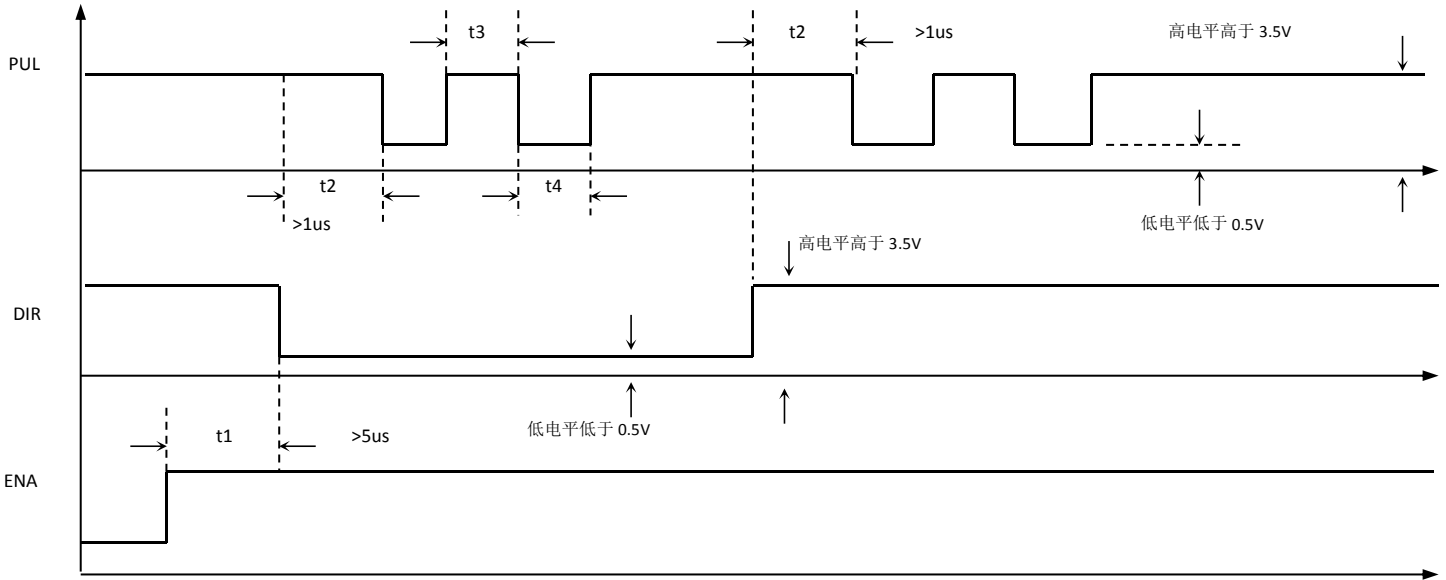 t3
t2
>1us
高电平高于 3.5V
PUL
t2
t4
>1us
低电平低于 0.5V
高电平高于 3.5V
DIR
t1
>5us
低电平低于 0.5V
ENA